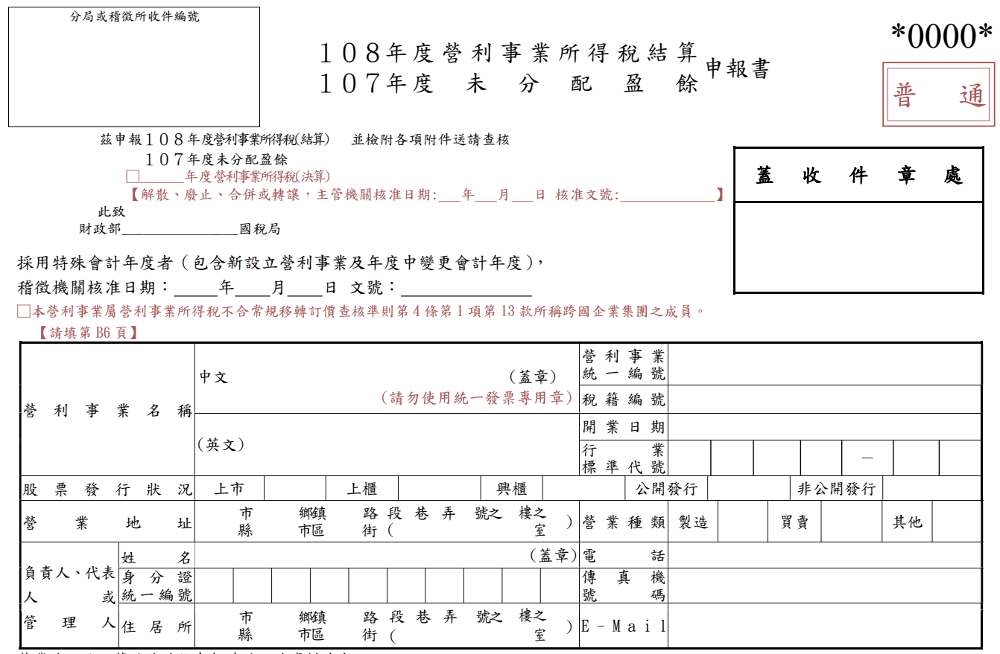 分局或稽徵所收件編號
*0000*
108年度營利事業所得稅結算
107年度未分配盈餘
申報書
普通
茲申報108年度營利事業所得稅(結算) 並檢附各項附件送請查核
107年度未分配盈餘
□______年度營利事業所得稅(決算)
【解散、廢止、合併或轉讓，主管機關核准日期:___年___月___日 核准文號:_____________】
此致
財政部________________國稅局
蓋收件章處
採用特殊會計年度者（包含新設立營利事業及年度中變更會計年度），
稽徵機關核准日期：_____年____月____日 文號：_______________
□本營利事業屬營利事業所得稅不合常規移轉訂價查核準則第4條第1項第13款所稱跨國企業集團之成員。
【請填第B6頁】
營利事業名稱
中文 （蓋章）
（請勿使用統一發票專用章）
(英文)
營利事業
統一編號
稅籍編號
開業日期
行業
標準代號
－
股票發行狀況 上市 上櫃 興櫃 公開發行 非公開發行
營業地址
市 鄉鎮 路 段 巷 弄 號之 樓之
縣 市區 街 ( 室 )
營業種類 製造 買賣 其他
負責人、代表
人或
管理人
姓名 （蓋章）
電話
身分證
統一編號
傳真機
號碼
住居所
市 鄉鎮 路 段 巷 弄 號之 樓之
縣 市區 街 ( 室 )
E-Mail